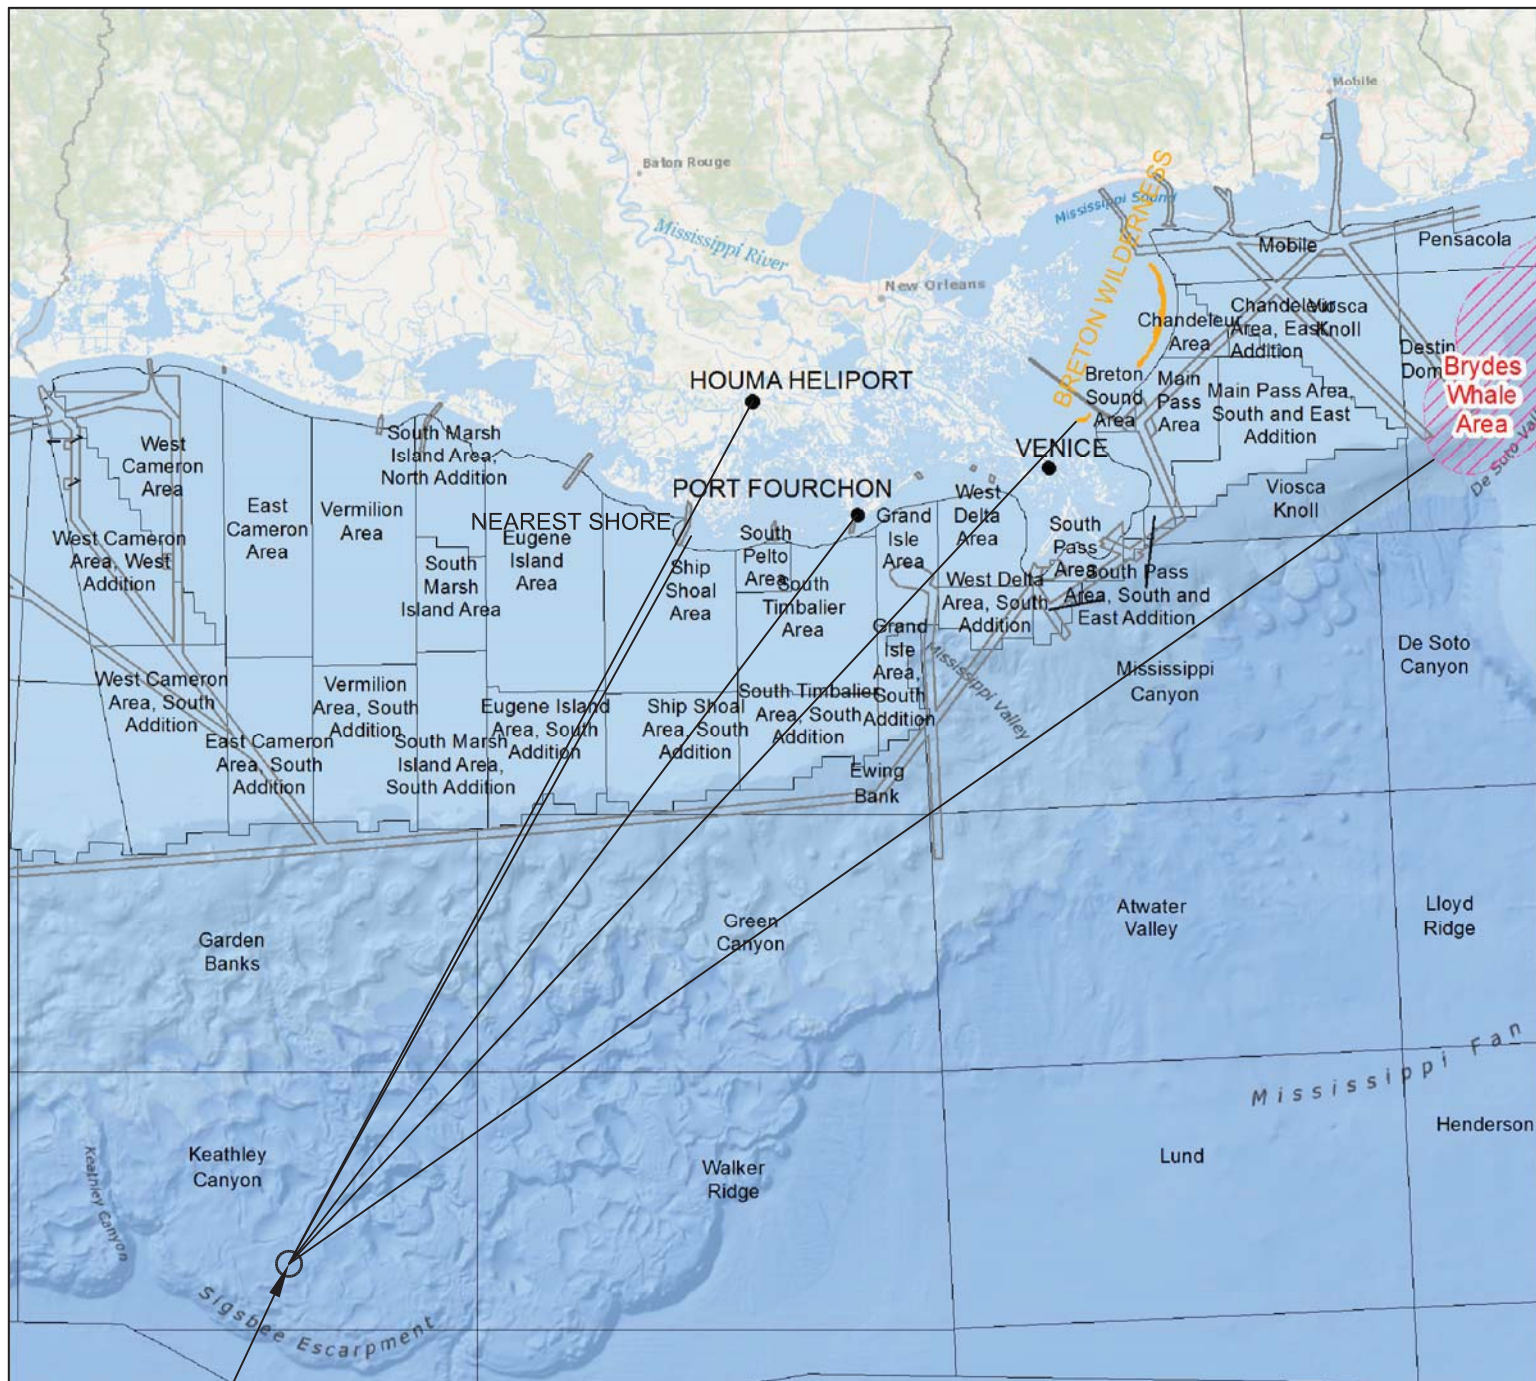 Mobile
Baton Rouge
Mississippi River
New Orleans
Mississippi Sound
BRETON WILDERNESS
Mobile
Pensacola
Chandeleur
Area
Chandeleur
Area, East
Addition
Viosca
Knoll
Destin
Dom
Brydes
Whale
Area
De Soto Val
HOUMA HELIPORT
Breton
Sound
Area
Main
Pass
Area
Main Pass Area,
South and East
Addition
VENICE
PORT FOURCHON
NEAREST SHORE
West
Cameron
Area
South Marsh
Island Area,
North Addition
East
Cameron
Area
Vermilion
Area
West Cameron
Area, West
Addition
South
Marsh
Island Area
Eugene
Island
Area
Ship
Shoal
Area
South
Pelto
Area
South
Timbalier
Area
Grand
Isle
Area
West
Delta
Area
South
Pass
Area
Viosca
Knoll
West Delta
Area, South
Addition
South Pass
Area, South and
East Addition
Grand
Isle
Area,
South
Addition
Mississippi Valley
Mississippi
Canyon
De Soto
Canyon
West Cameron
Area, South
Addition
East Cameron
Area, South
Addition
Vermilion
Area, South
Addition
South Marsh
Island Area,
South Addition
Eugene Island
Area, South
Addition
Ship Shoal
Area, South
Addition
South Timbalier
Area, South
Addition
Ewing
Bank
Garden
Banks
Green
Canyon
Atwater
Valley
Lloyd
Ridge
Mississippi Fan
Keathley
Canyon
Keathley Canyon
Walker
Ridge
Lund
Henderson
Sigsbee Escarpment